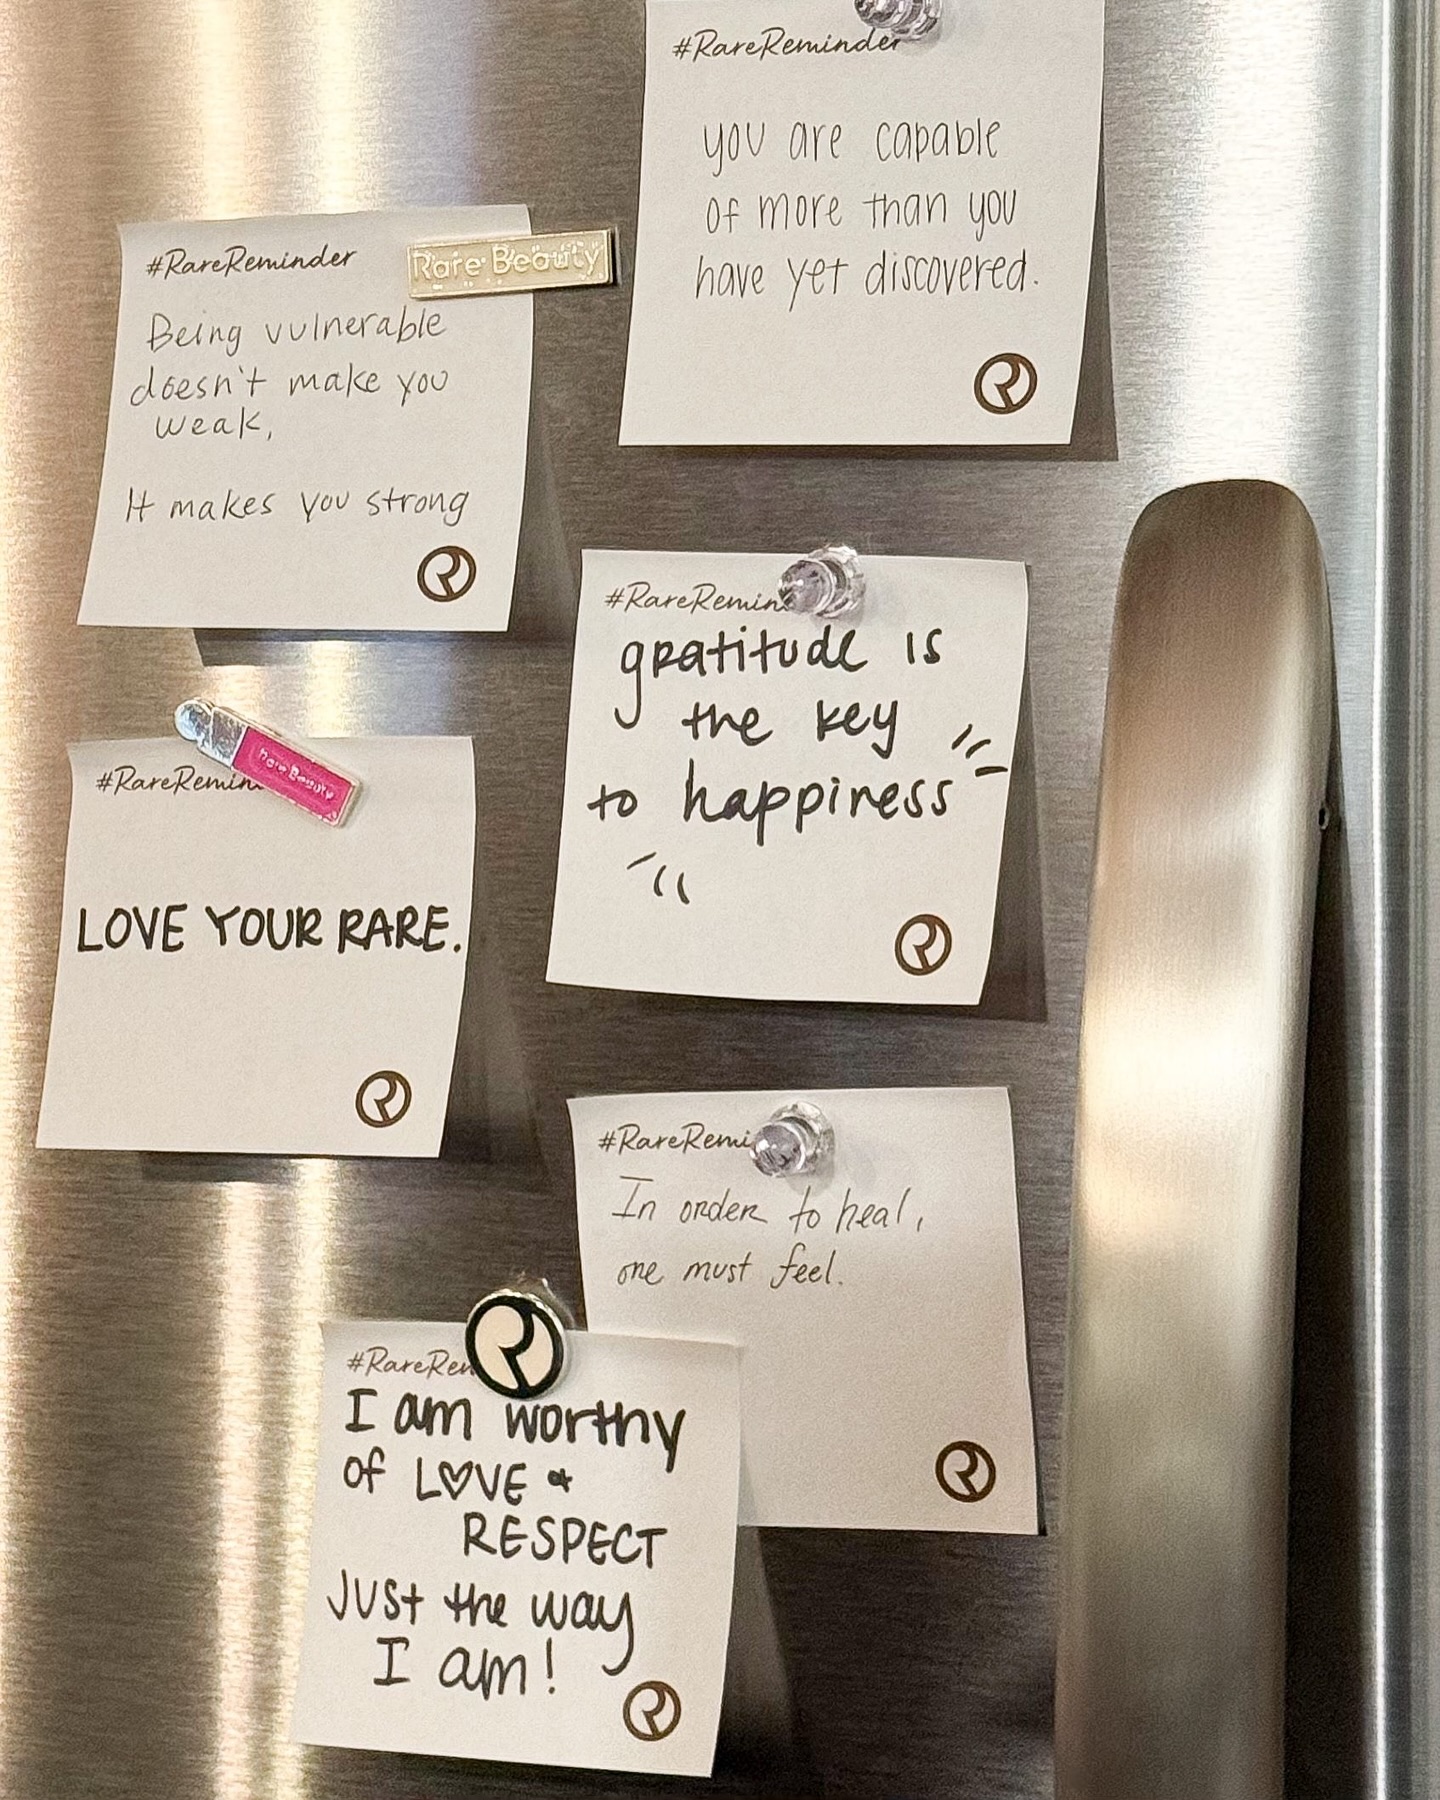 #RareReminder
you are capable
of more than you
have yet discovered.
#RareReminder
Rare Beauty
Being vulnerable
doesn't make you
weak,
It makes you strong
#RareRemin
gratitude is
the key
to happiness
#RareRemin
Rare Beauty
LOVE YOUR RARE.
#RareRemi
In order to heal,
one must feel.
#RareRem
I am worthy
of LOVE &
RESPECT
Just the way
I am!